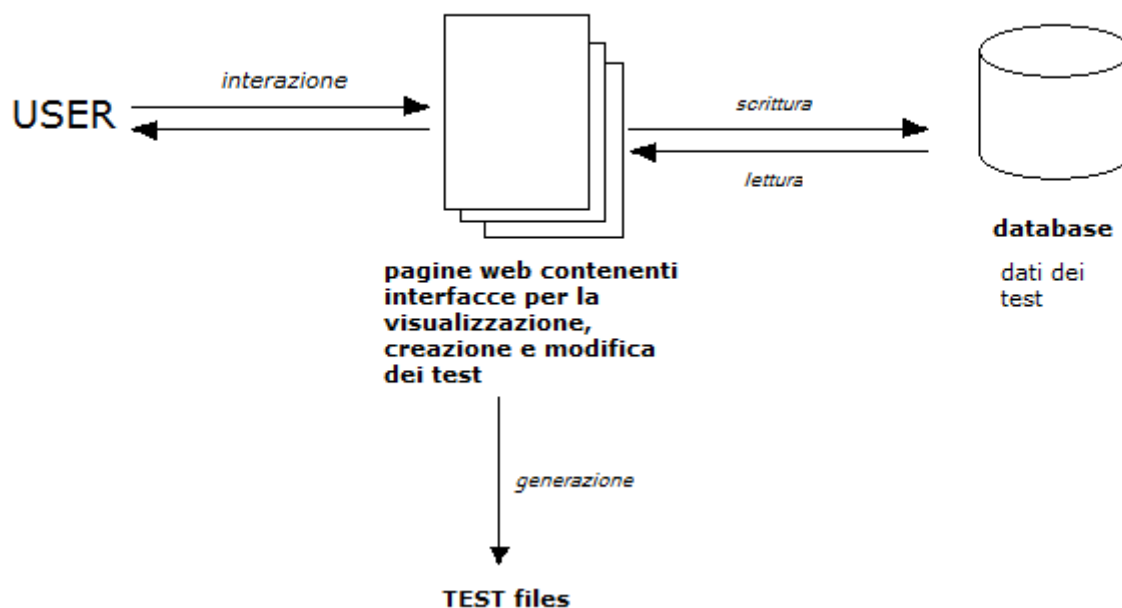 interazione
USER
scrittura
lettura
database
dati dei
test
pagine web contenenti
interfacce per la
visualizzazione,
creazione e modifica
dei test
generazione
TEST files